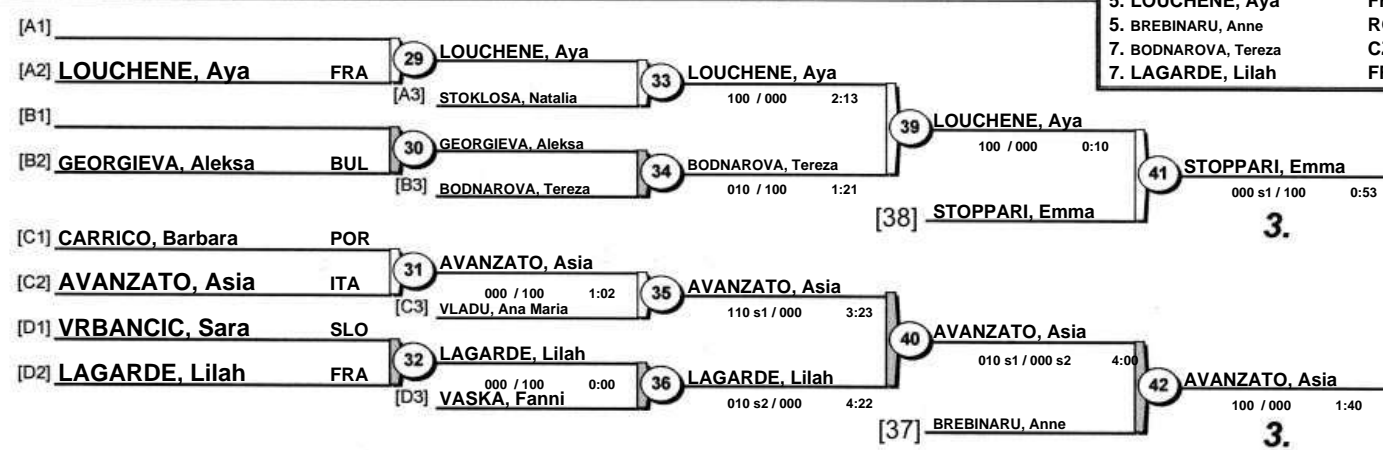 5. LOUCHENE, Aya
5. BREBINARU, Anne
7. BODNAROVA, Tereza
7. LAGARDE, Lilah
[A1]
[A2] LOUCHENE, Aya FRA
29 LOUCHENE, Aya
[A3] STOKLOSA, Natalia
33 LOUCHENE, Aya
100 / 000 2:13
[B1]
[B2] GEORGIEVA, Aleksa BUL
30 GEORGIEVA, Aleksa
[B3] BODNAROVA, Tereza
34 BODNAROVA, Tereza
010 / 100 1:21
39 LOUCHENE, Aya
100 / 000 0:10
[38] STOPPARI, Emma
41 STOPPARI, Emma
000 s1 / 100 0:53
3.
[C1] CARRICO, Barbara POR
[C2] AVANZATO, Asia ITA
31 AVANZATO, Asia
000 / 100 1:02
[C3] VLADU, Ana Maria
35 AVANZATO, Asia
110 s1 / 000 3:23
[D1] VRBANCIC, Sara SLO
[D2] LAGARDE, Lilah FRA
32 LAGARDE, Lilah
000 / 100 0:00
[D3] VASKA, Fanni
36 LAGARDE, Lilah
010 s2 / 000 4:22
40 AVANZATO, Asia
010 s1 / 000 s2 4:00
[37] BREBINARU, Anne
42 AVANZATO, Asia
100 / 000 1:40
3.